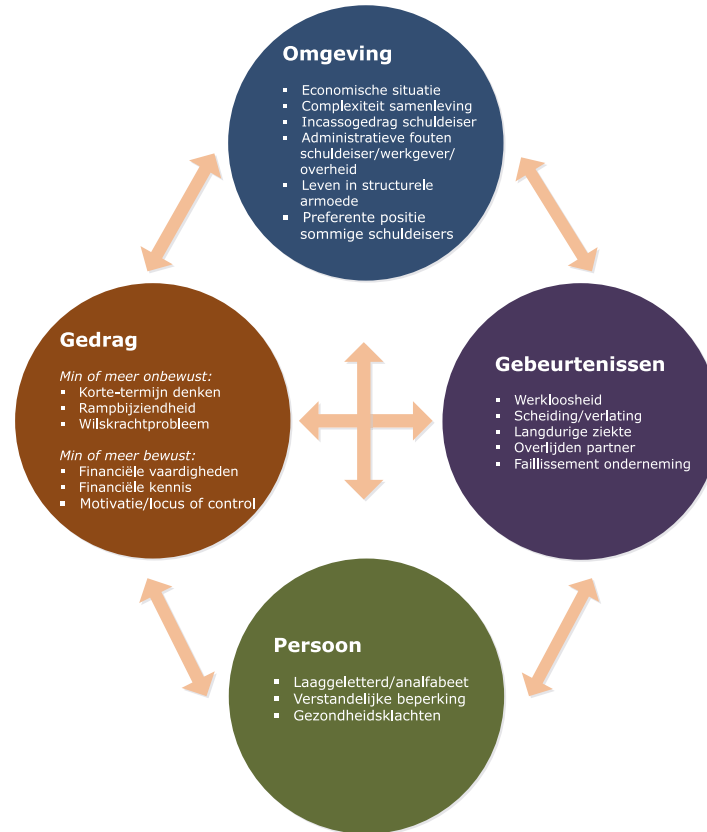 Omgeving
▪ Economische situatie
▪ Complexiteit samenleving
▪ Incassogedrag schuldeiser
▪ Administratieve fouten
schuldeiser/werkgever/
overheid
▪ Leven in structurele
armoede
▪ Preferente positie
sommige schuldeisers
Gedrag
Min of meer onbewust:
▪ Korte-termijn denken
▪ Rampbijziendheid
▪ Wilskrachtprobleem
Min of meer bewust:
▪ Financiële vaardigheden
▪ Financiële kennis
▪ Motivatie/locus of control
Gebeurtenissen
▪ Werkloosheid
▪ Scheiding/verlating
▪ Langdurige ziekte
▪ Overlijden partner
▪ Faillissement onderneming
Persoon
▪ Laaggeletterd/analfabeet
▪ Verstandelijke beperking
▪ Gezondheidsklachten